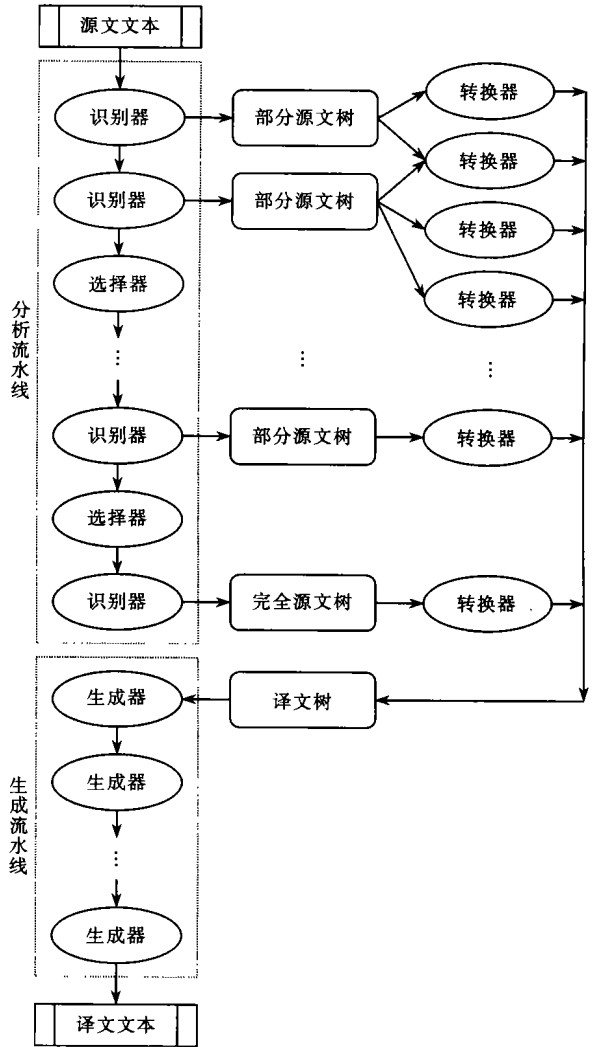 源文文本
识别器
部分源文树
转换器
转换器
识别器
部分源文树
转换器
选择器
转换器
分析流水线
…
…
…
识别器
部分源文树
转换器
选择器
识别器
完全源文树
转换器
生成器
译文树
生成流水线
生成器
…
生成器
译文文本